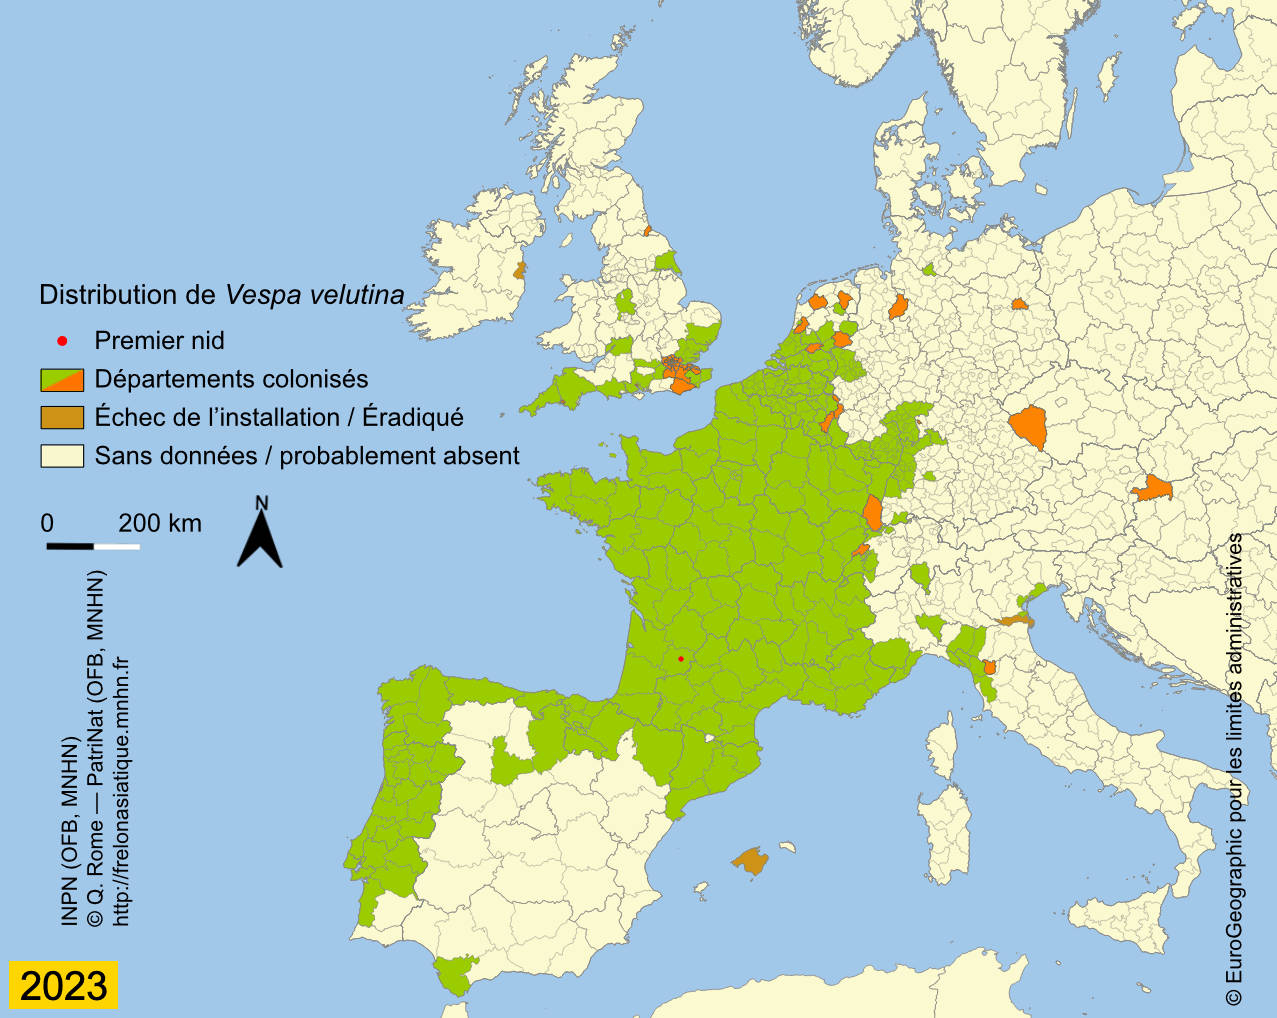 Distribution de Vespa velutina
Premier nid
Départements colonisés
Échec de l'installation / Éradiqué
Sans données / probablement absent
0 200 km
N
INPN (OFB, MNHN)
© Q. Rome — PatriNat (OFB, MNHN)
http://frelonasiatique.mnhn.fr
2023
© EuroGeographic pour les limites administratives